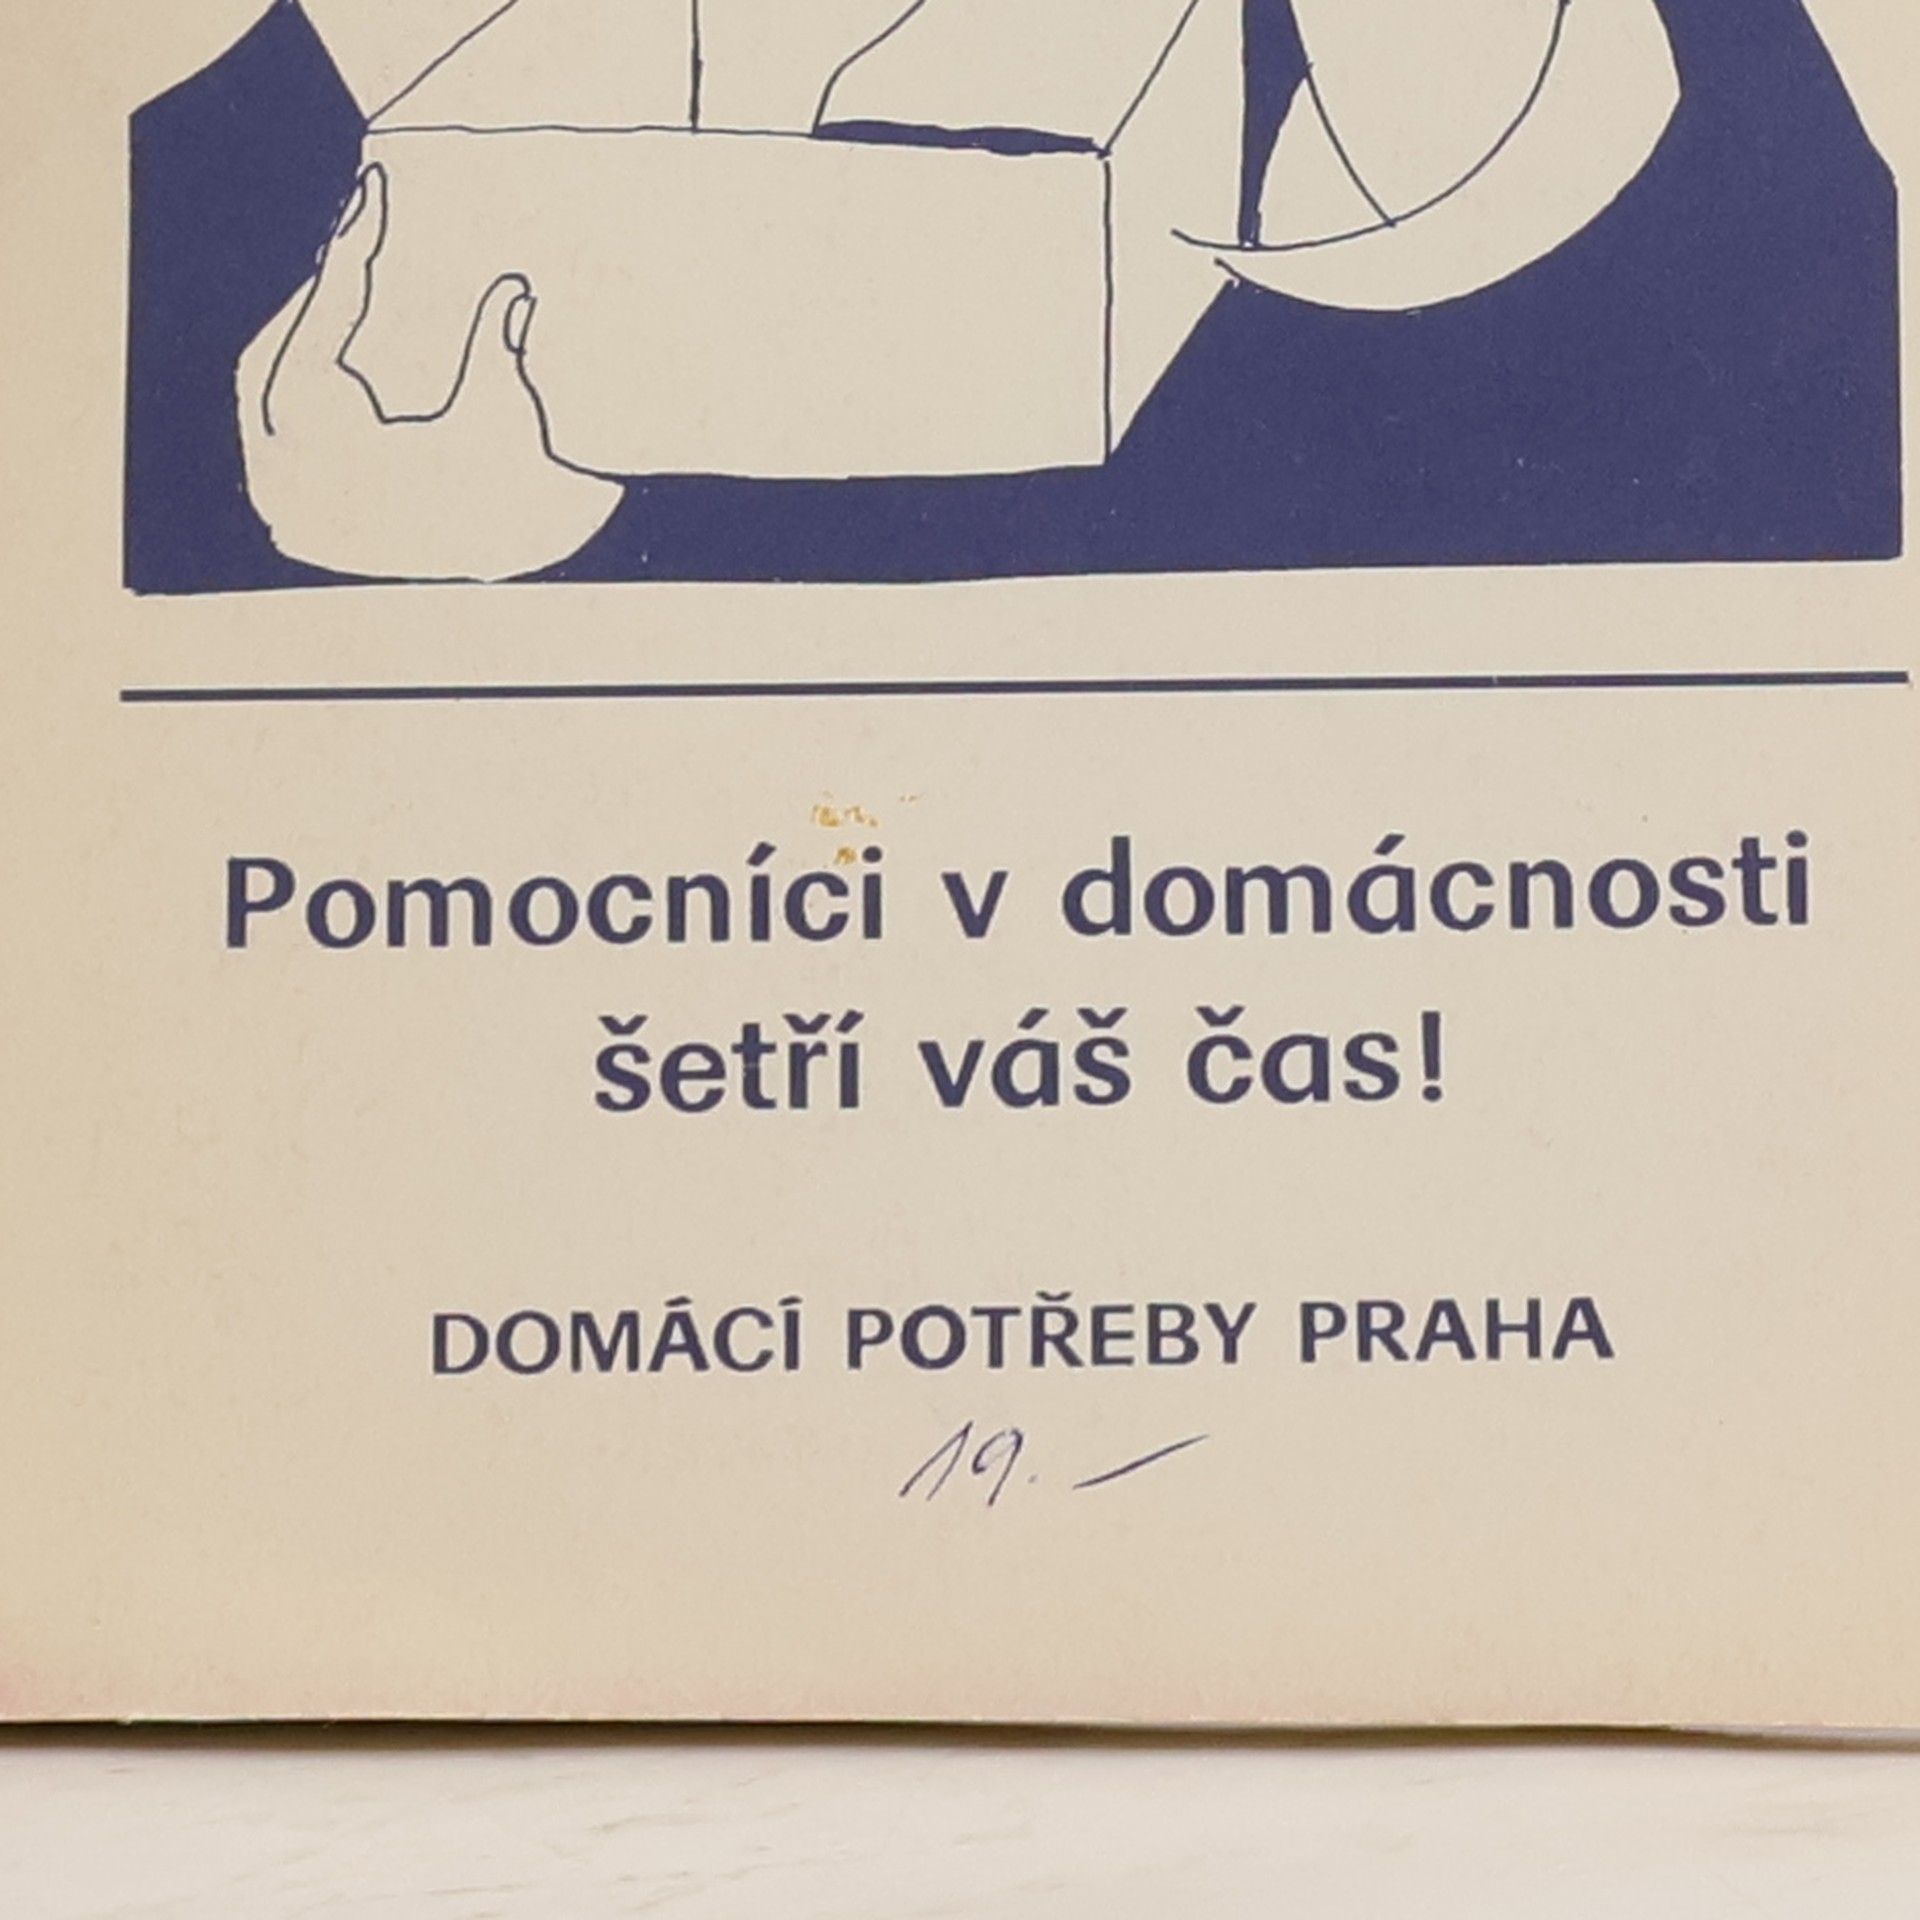 Pomocníci v domácnosti
šetří váš čas!
DOMÁCÍ POTŘEBY PRAHA
19.-